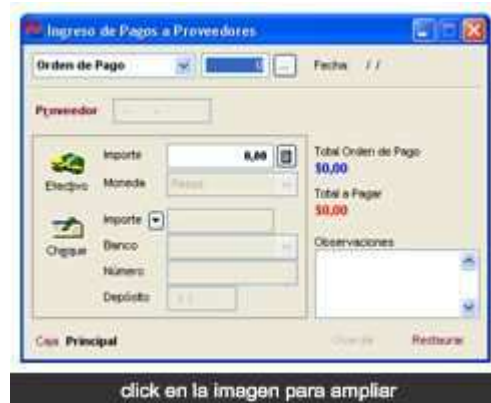 Ingreso de Pagos a Proveedores
Orden de Pago
...
Fecha / /
Proveedor
Importe 0,00
Efectivo
Moneda Pesos
Importe
Cheque
Banco
Número
Depósito / /
Total Orden de Pago
$0,00
Total a Pagar
$0,00
Observaciones
Caja Principal
Guardar
Restaurar
click en la imagen para ampliar